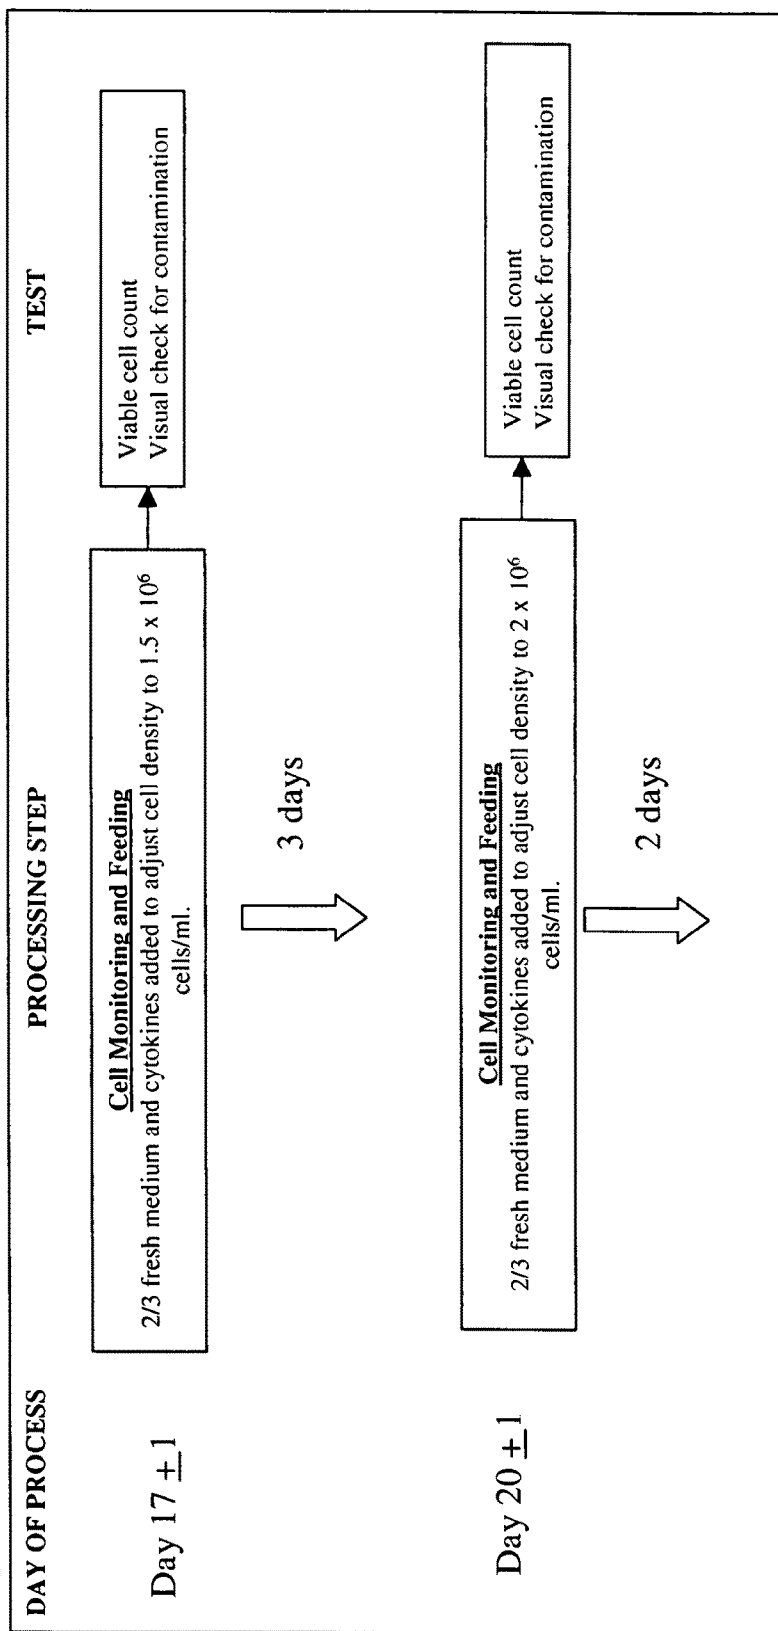 DAY OF PROCESS
PROCESSING STEP
TEST
Day 17 ± 1
Cell Monitoring and Feeding
2/3 fresh medium and cytokines added to adjust cell density to 1.5 x 10⁶
cells/ml.
Viable cell count
Visual check for contamination
3 days
Day 20 ± 1
Cell Monitoring and Feeding
2/3 fresh medium and cytokines added to adjust cell density to 2 x 10⁶
cells/ml.
Viable cell count
Visual check for contamination
2 days